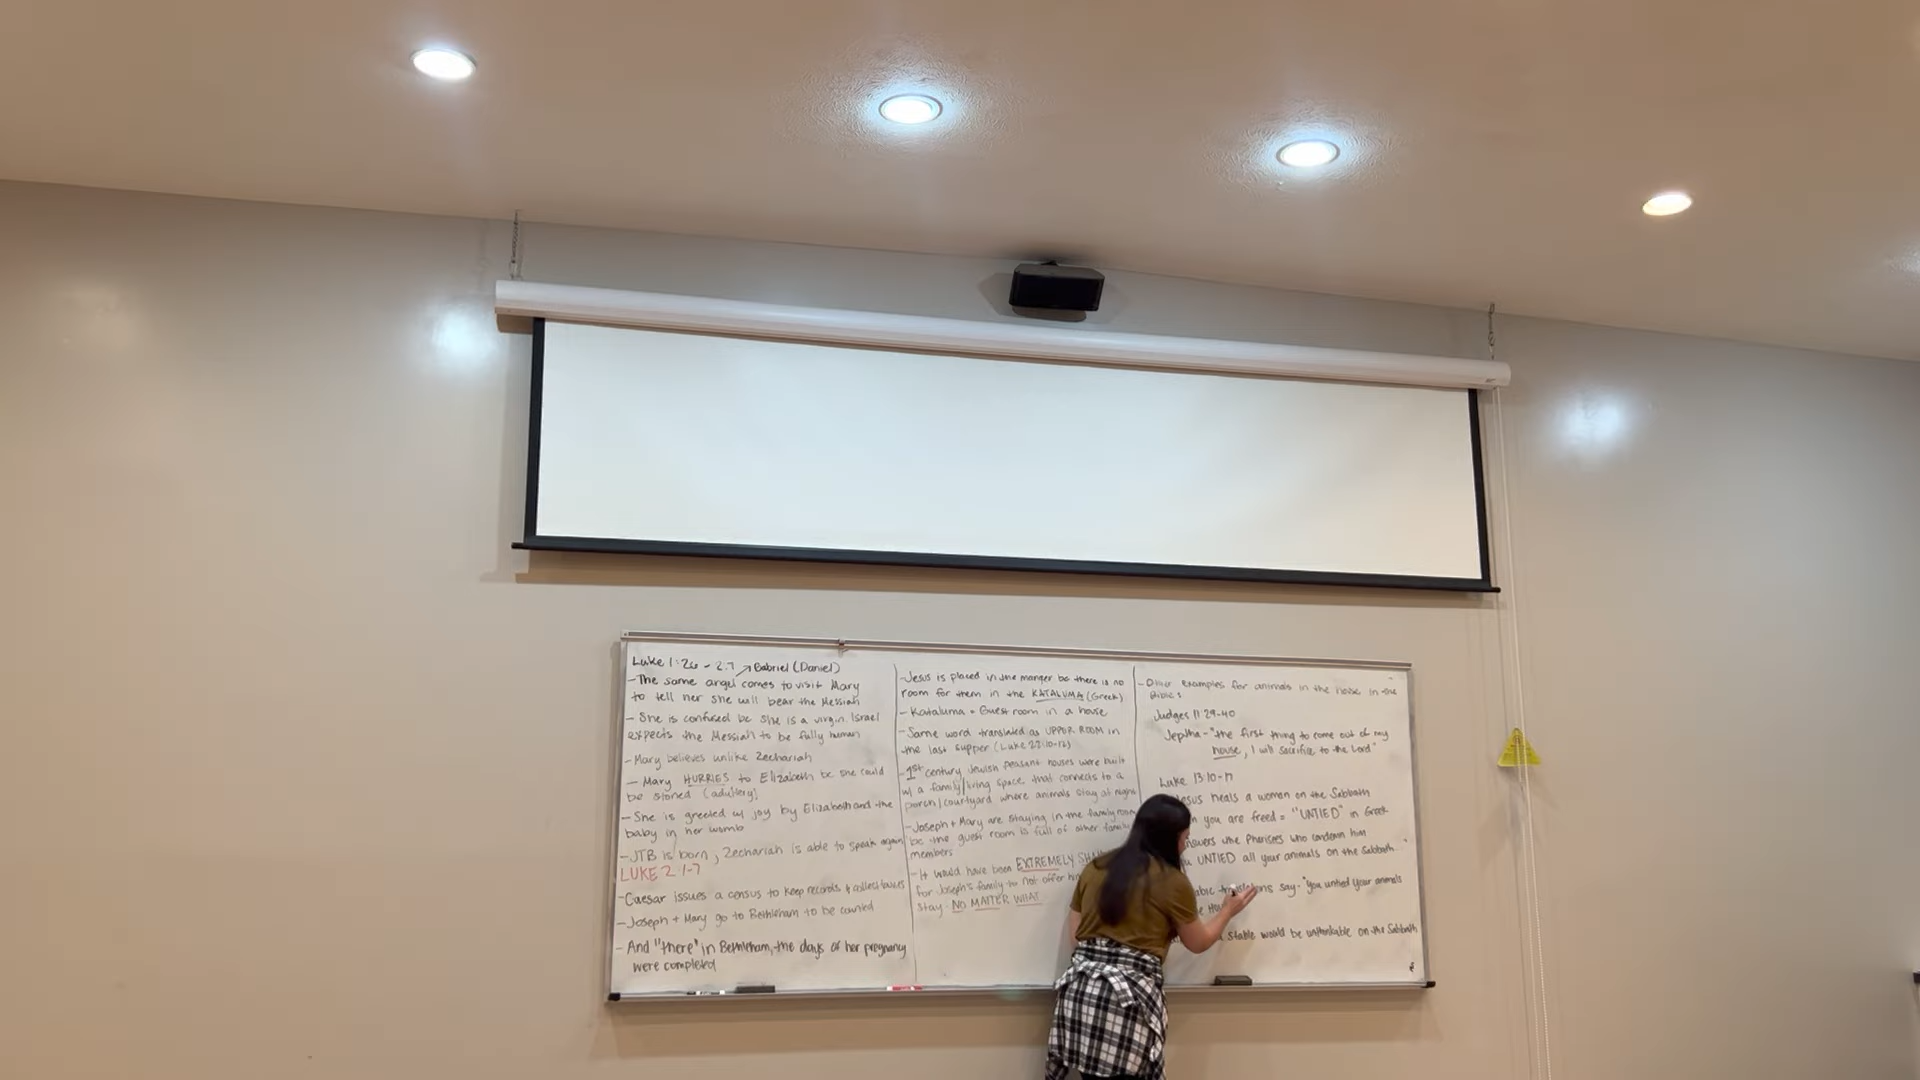 Luke 1:26 - 2:7 → Gabriel (Daniel)
- The same angel comes to visit Mary
to tell her she will bear the Messiah
- She is confused bc she is a virgin. Israel
expects the Messiah to be fully human
- Mary believes unlike Zechariah
- Mary HURRIES to Elizabeth bc she could
be stoned (adultery)
- She is greeted w/ joy by Elizabeth and the
baby in her womb
- JTB is born, Zechariah is able to speak again
LUKE 2:1-7
- Caesar issues a census to keep records & collect taxes
- Joseph + Mary go to Bethlehem to be counted
- And "there" in Bethlehem, the days of her pregnancy
were completed
- Jesus is placed in the manger bc there is no
room for them in the KATALUMA (Greek)
- Kataluma = Guest room in a house
- Same word translated as UPPER ROOM in
the last supper (Luke 22:10-12)
- 1st century Jewish peasant houses were built
w/ a family/living space that connects to a
porch/courtyard where animals stay at night
- Joseph + Mary are staying in the family room
bc the guest room is full of other family
members
- It would have been EXTREMELY
for Joseph's family to not offer
stay - NO MATTER WHAT
- Other examples for animals in the house in the
Bible:
Judges 11:29-40
Jeptha - "the first thing to come out of my
house, I will sacrifice to the Lord"
Luke 13:10-17
Jesus heals a woman on the Sabbath
you are freed = "UNTIED" in Greek
answers the Pharisees who condemn him
UNTIED all your animals on the Sabbath..."
translations say - "you untied your animals
stable would be unthinkable on the Sabbath